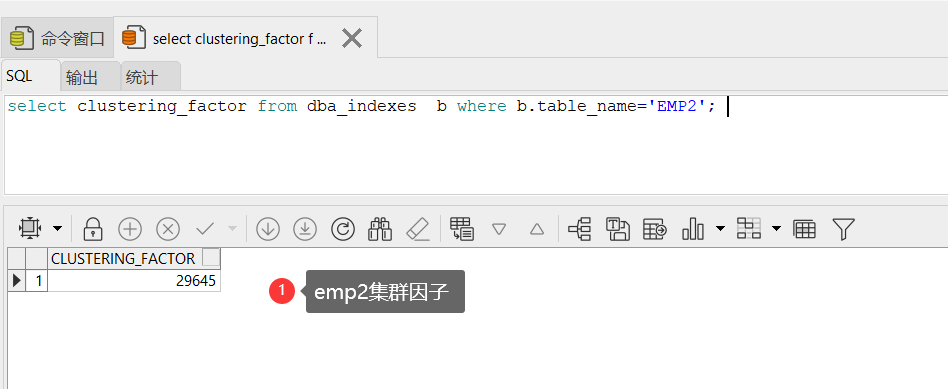 命令窗口
select clustering_factor f ...
SQL
输出
统计
select clustering_factor from dba_indexes  b where b.table_name='EMP2';
CLUSTERING_FACTOR
1 29645
1 emp2集群因子